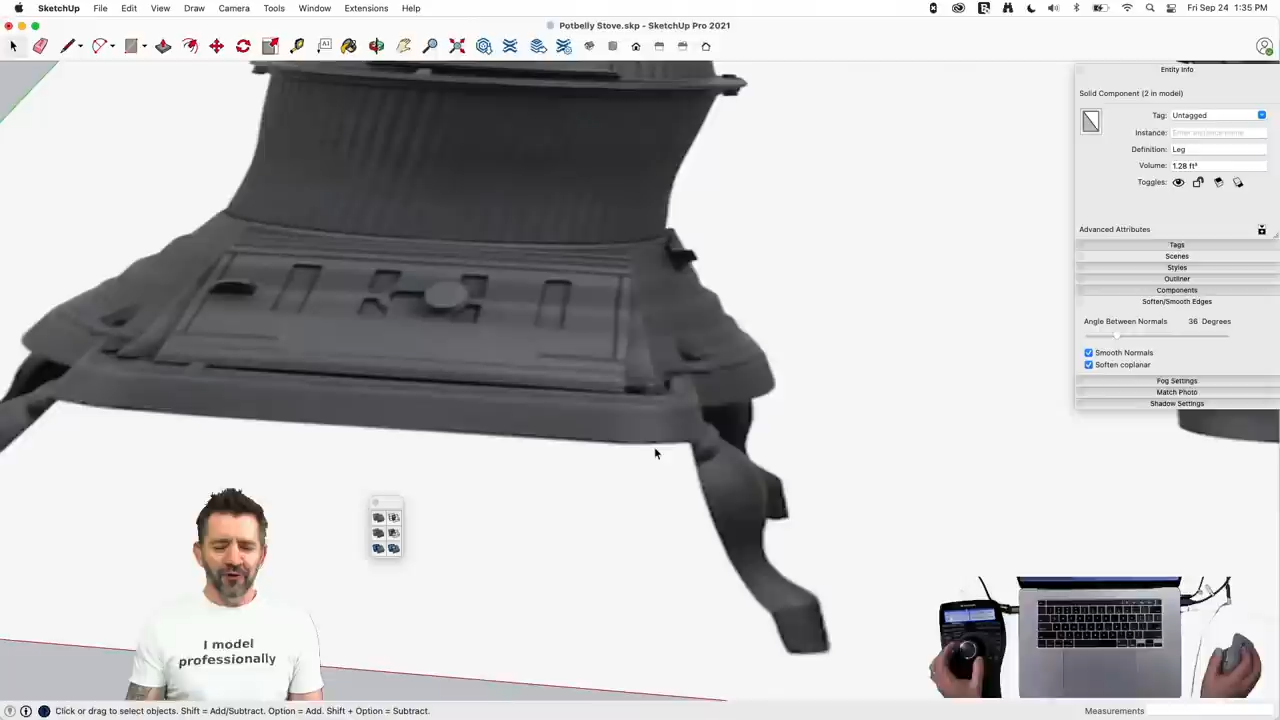 SketchUp File Edit View Draw Camera Tools Window Extensions Help
Fri Sep 24 1:35 PM
Potbelly Stove.skp - SketchUp Pro 2021
Entity Info
Solid Component (2 in model)
Tag: Untagged
Instance: Enter instance name
Definition: Leg
Volume: 1.28 ft³
Toggles:
Advanced Attributes
Tags
Scenes
Styles
Outliner
Components
Soften/Smooth Edges
Angle Between Normals 36 Degrees
Smooth Normals
Soften coplanar
Fog Settings
Match Photo
Shadow Settings
I model
professionally
Click or drag to select objects. Shift = Add/Subtract. Option = Add. Shift + Option = Subtract.
Measurements